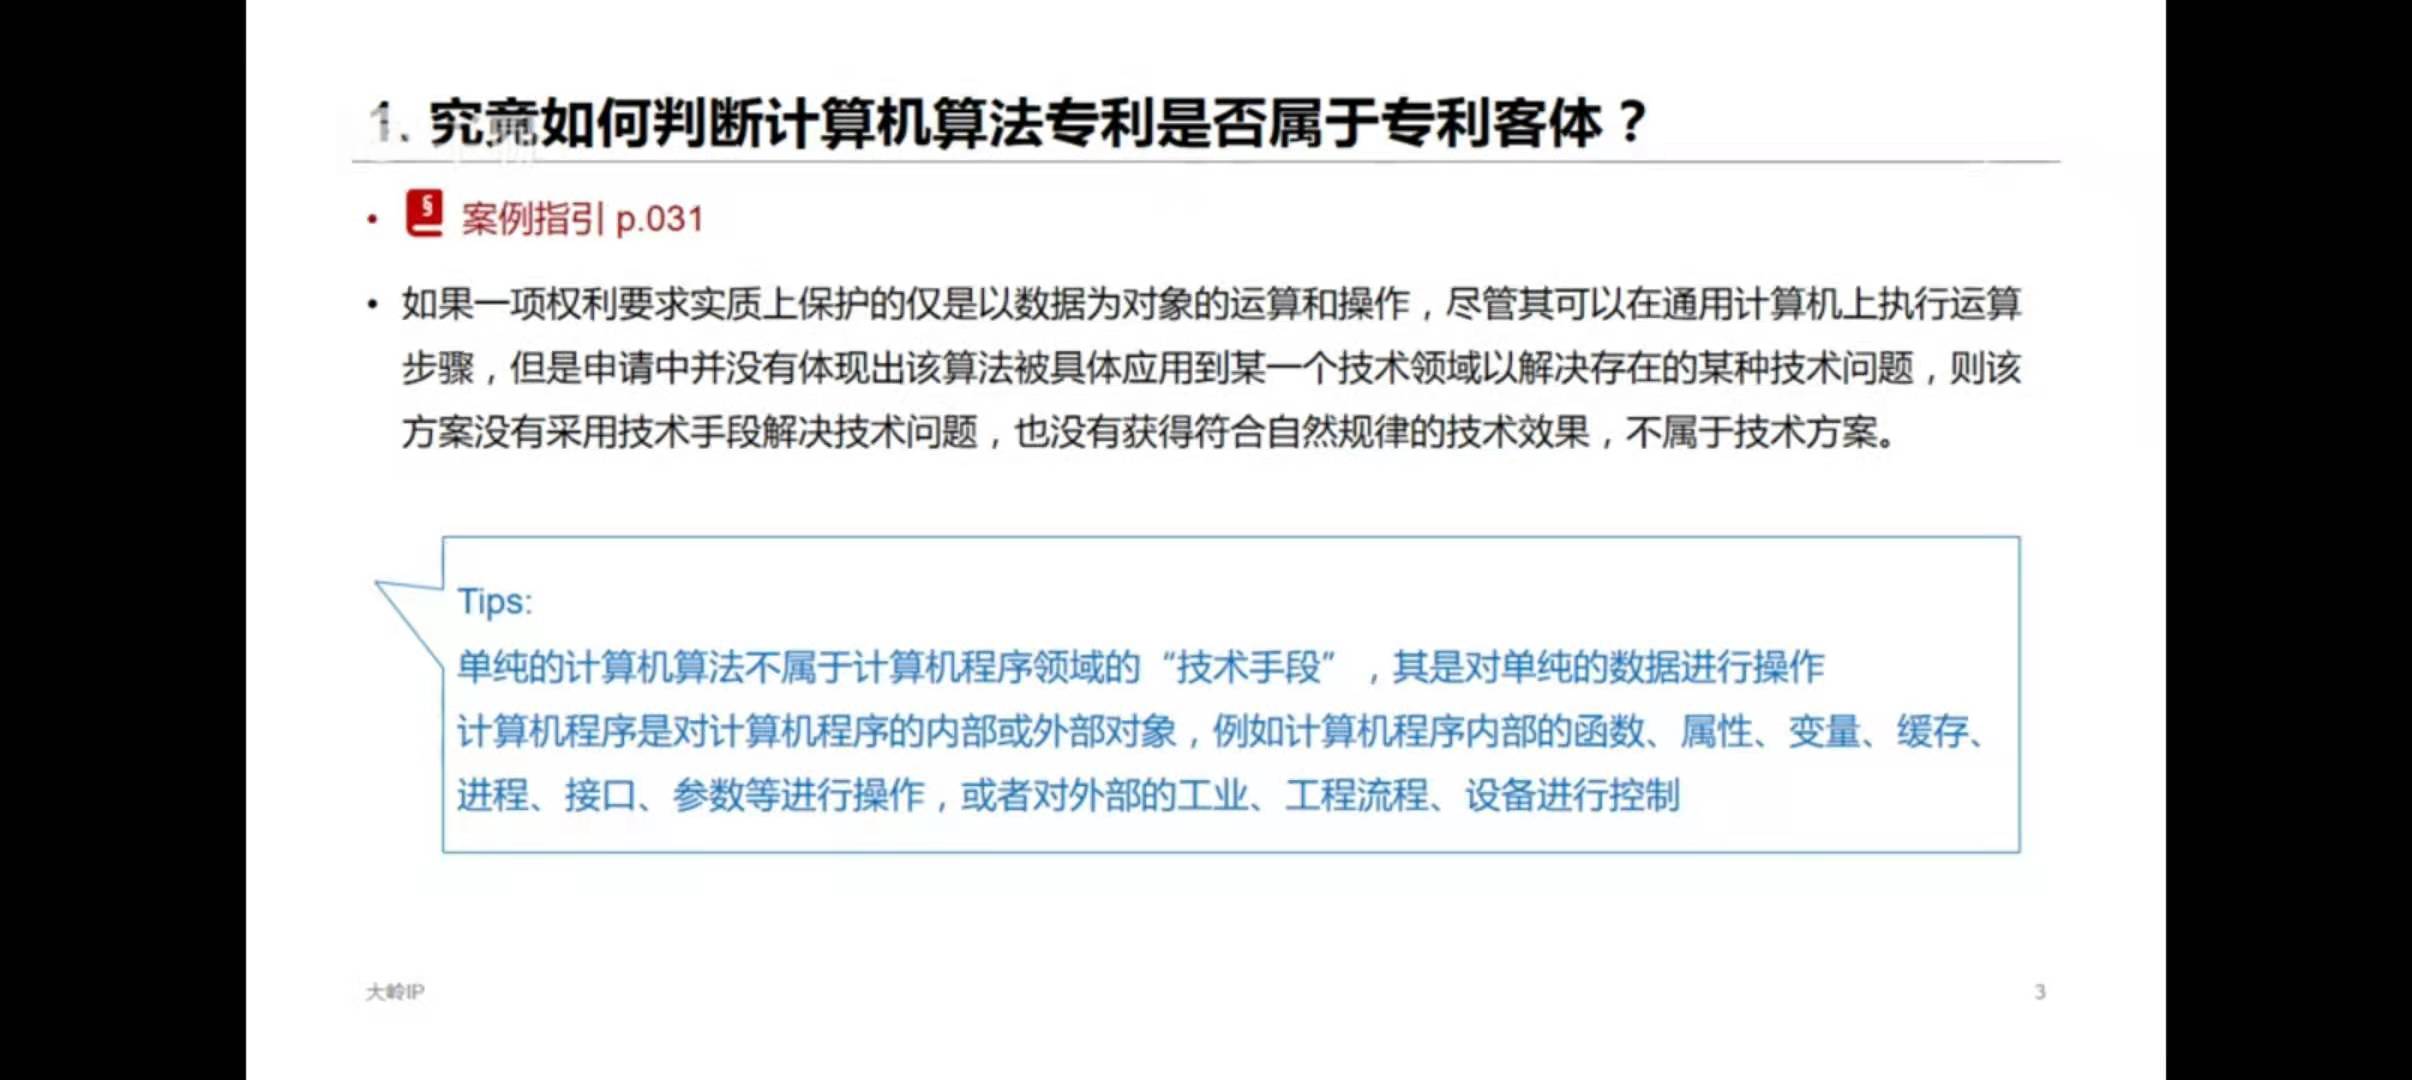 1. 究竟如何判断计算机算法专利是否属于专利客体？
• § 案例指引 p.031
• 如果一项权利要求实质上保护的仅是以数据为对象的运算和操作，尽管其可以在通用计算机上执行运算
步骤，但是申请中并没有体现出该算法被具体应用到某一个技术领域以解决存在的某种技术问题，则该
方案没有采用技术手段解决技术问题，也没有获得符合自然规律的技术效果，不属于技术方案。
Tips:
单纯的计算机算法不属于计算机程序领域的“技术手段”，其是对单纯的数据进行操作
计算机程序是对计算机程序的内部或外部对象，例如计算机程序内部的函数、属性、变量、缓存、
进程、接口、参数等进行操作，或者对外部的工业、工程流程、设备进行控制
大岭IP
3